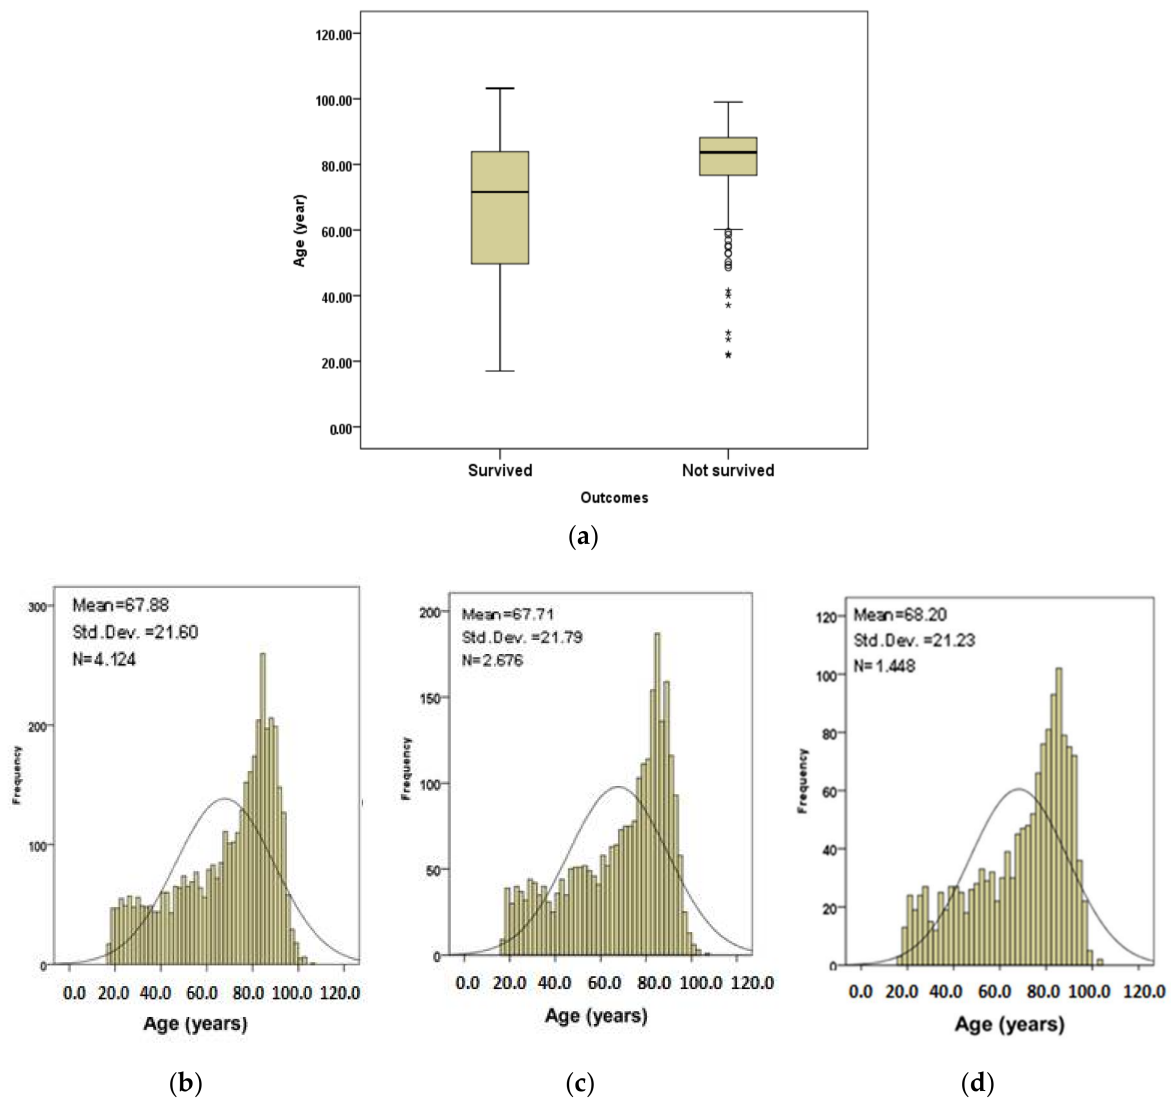 120.00
100.00
80.00
60.00
40.00
20.00
0.00
Age (year)
Survived Not survived
Outcomes
(a)
Mean=67.88
Std.Dev. =21.60
N=4.124
300
200
100
0
Frequency
0.0 20.0 40.0 60.0 80.0 100.0 120.0
Age (years)
(b)
Mean=67.71
Std.Dev. =21.79
N=2.676
200
150
100
50
0
Frequency
0.0 20.0 40.0 60.0 80.0 100.0 120.0
Age (years)
(c)
Mean=68.20
Std.Dev. =21.23
N=1.448
120
100
80
60
40
20
0
Frequency
0.0 20.0 40.0 60.0 80.0 100.0 120.0
Age (years)
(d)